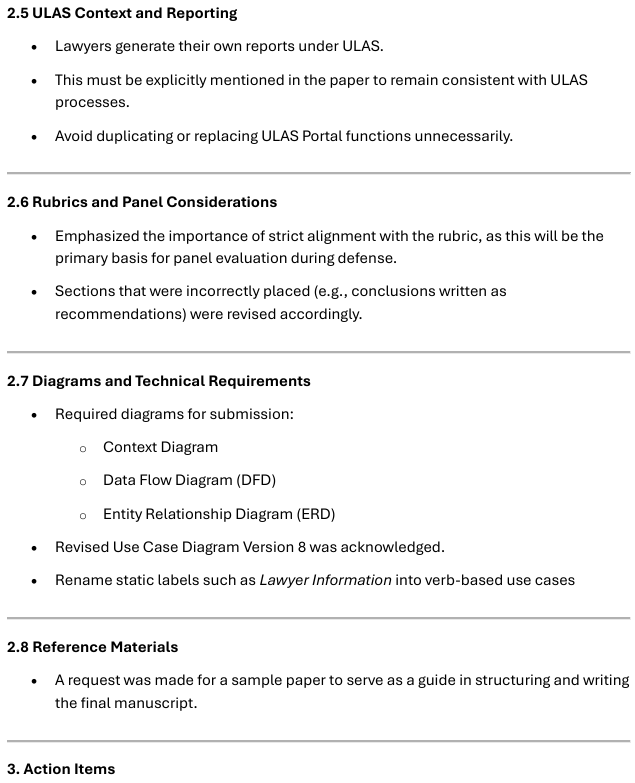 2.5 ULAS Context and Reporting
• Lawyers generate their own reports under ULAS.
• This must be explicitly mentioned in the paper to remain consistent with ULAS
processes.
• Avoid duplicating or replacing ULAS Portal functions unnecessarily.
2.6 Rubrics and Panel Considerations
• Emphasized the importance of strict alignment with the rubric, as this will be the
primary basis for panel evaluation during defense.
• Sections that were incorrectly placed (e.g., conclusions written as
recommendations) were revised accordingly.
2.7 Diagrams and Technical Requirements
• Required diagrams for submission:
o Context Diagram
o Data Flow Diagram (DFD)
o Entity Relationship Diagram (ERD)
• Revised Use Case Diagram Version 8 was acknowledged.
• Rename static labels such as Lawyer Information into verb-based use cases
2.8 Reference Materials
• A request was made for a sample paper to serve as a guide in structuring and writing
the final manuscript.
3. Action Items